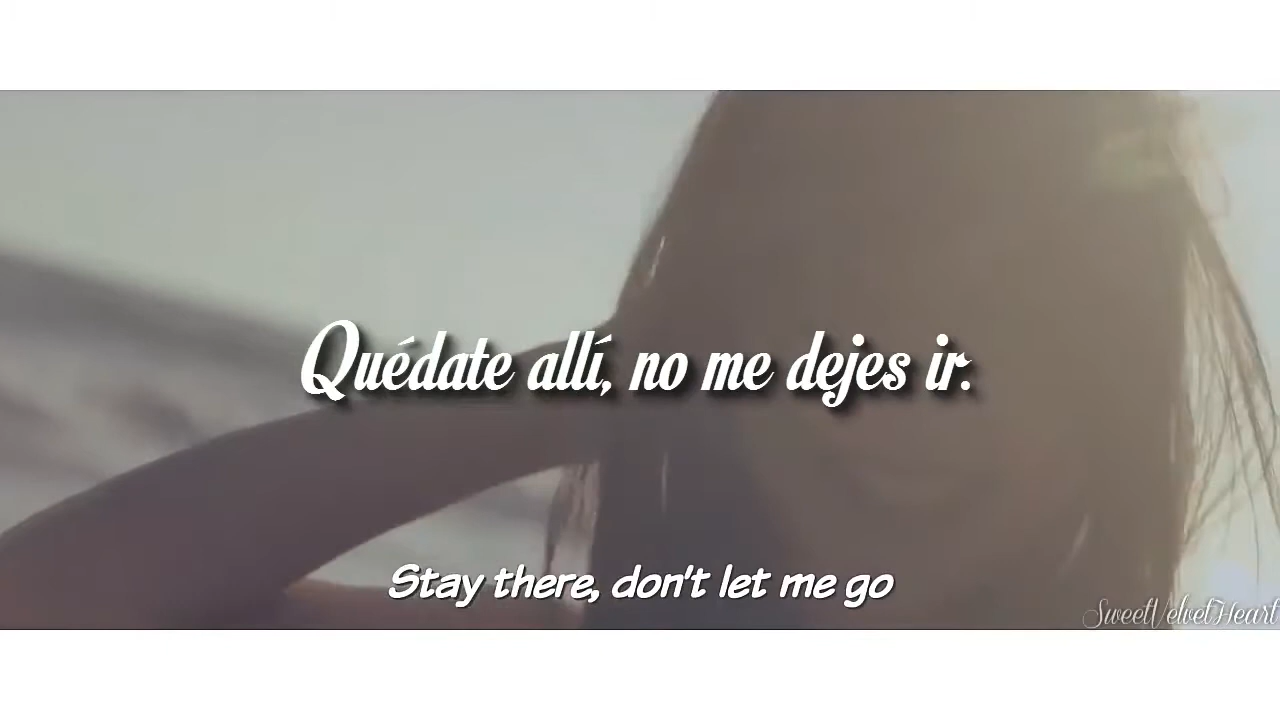 Quédate allí, no me dejes ir.
Stay there, don't let me go
SweetVelvetHeart